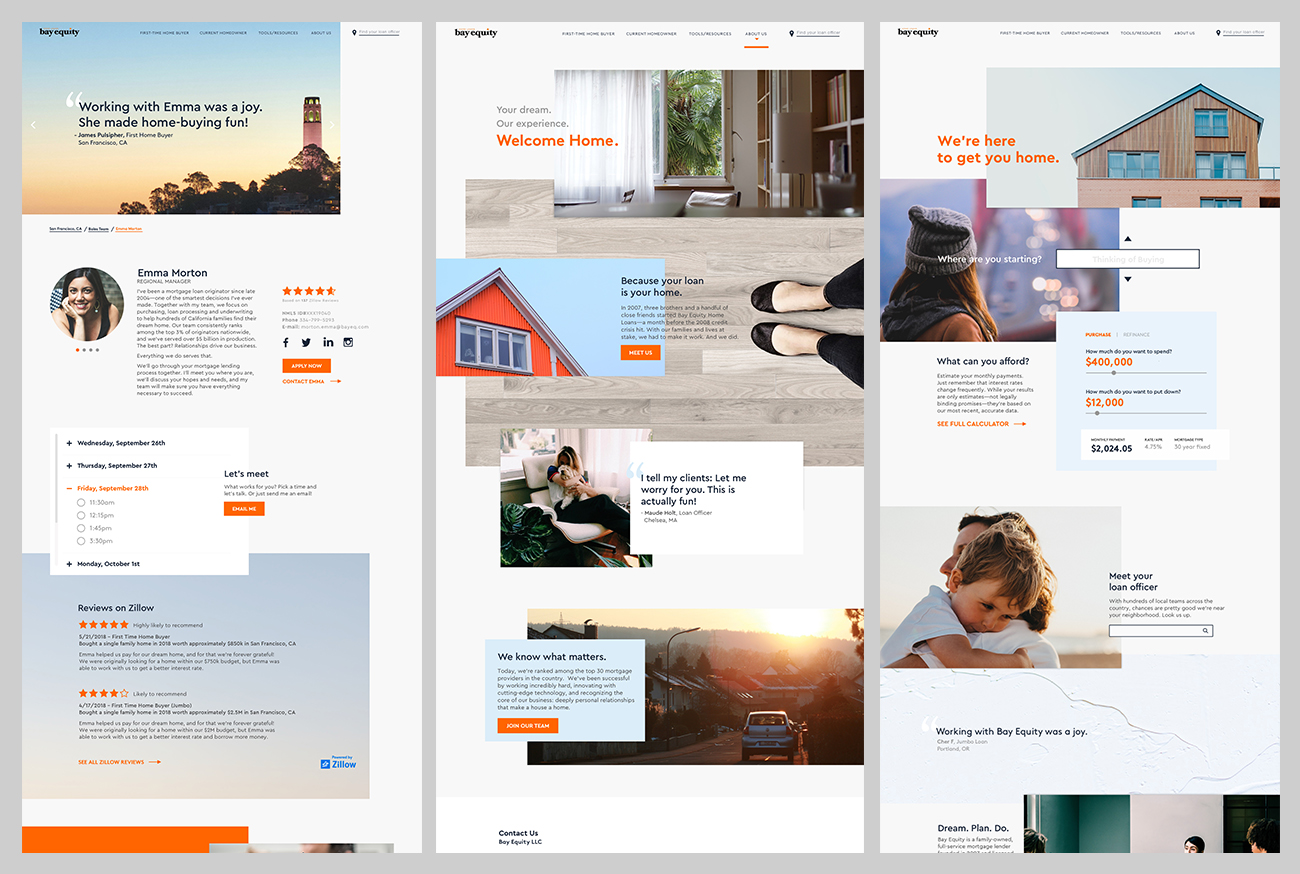 bay equity
FIRST-TIME HOME BUYER
CURRENT HOMEOWNER
TOOLS/RESOURCES
ABOUT US
Find your loan officer
“
Working with Emma was a joy.
She made home-buying fun!
- James Pulsipher, First Home Buyer
San Francisco, CA
San Francisco, CA / Sales Team / Emma Morton
Emma Morton
REGIONAL MANAGER
I've been a mortgage loan originator since late
2004—one of the smartest decisions I've ever
made. Together with my team, we focus on
purchasing, loan processing and underwriting
to help hundreds of California families find their
dream home. Our team consistently ranks
among the top 3% of originators nationwide,
and we've served over $5 billion in production.
The best part? Relationships drive our business.
Everything we do serves that.
We'll go through your mortgage lending
process together. I'll meet you where you are,
we'll discuss your hopes and needs, and my
team will make sure you have everything
necessary to succeed.
Zillow Reviews
NMLS ID#
Phone
E-mail: morton.emma@bayeq.com
APPLY NOW
CONTACT EMMA
Wednesday, September 26th
Thursday, September 27th
Friday, September 28th
11:30am
12:15pm
1:45pm
3:30pm
Monday, October 1st
Let's meet
What works for you? Pick a time and
let's talk. Or just send me an email!
EMAIL ME
Reviews on Zillow
Highly likely to recommend
5/21/2018 – First Time Home Buyer
Bought a single family home in 2018 worth approximately $850k in San Francisco, CA
Emma helped us pay for our dream home, and for that we're forever grateful!
We were originally looking for a home within our $750k budget, but Emma was
able to work with us to get a better interest rate.
Likely to recommend
4/17/2018 – First Time Home Buyer (Jumbo)
Bought a single family home in 2018 worth approximately $2.5M in San Francisco, CA
Emma helped us pay for our dream home, and for that we're forever grateful!
We were originally looking for a home within our $2M budget, but Emma was
able to work with us to get a better interest rate and borrow more money.
SEE ALL ZILLOW REVIEWS
Powered by
Zillow
bay equity
FIRST-TIME HOME BUYER
CURRENT HOMEOWNER
TOOLS/RESOURCES
ABOUT US
Find your loan officer
Your dream.
Our experience.
Welcome Home.
Because your loan
is your home.
In 2007, three brothers and a handful of
close friends started Bay Equity Home
Loans—a month before the 2008 credit
crisis hit. With our families and lives at
stake, we had to make it work. And we did.
MEET US
“
I tell my clients: Let me
worry for you. This is
actually fun!
- Maude Holt, Loan Officer
Chelsea, MA
We know what matters.
Today, we're ranked among the top 30 mortgage
providers in the country. We've been successful
by working incredibly hard, innovating with
cutting-edge technology, and recognizing the
core of our business: deeply personal relationships
that make a house a home.
JOIN OUR TEAM
Contact Us
Bay Equity LLC
bay equity
FIRST-TIME HOME BUYER
CURRENT HOMEOWNER
TOOLS/RESOURCES
ABOUT US
Find your loan officer
We're here
to get you home.
Where are you starting?
Thinking of Buying
What can you afford?
Estimate your monthly payments.
Just remember that interest rates
change frequently. While your results
are only estimates—not legally
binding promises—they're based on
our most recent, accurate data.
SEE FULL CALCULATOR
PURCHASE | REFINANCE
How much do you want to spend?
$400,000
How much do you want to put down?
$12,000
MONTHLY PAYMENT
$2,024.05
RATE / APR
4.75%
MORTGAGE TYPE
30 year fixed
Meet your
loan officer
With hundreds of local teams across the
country, chances are pretty good we're near
your neighborhood. Look us up.
“
Working with Bay Equity was a joy.
Cher F, Jumbo Loan
Portland, OR
Dream. Plan. Do.
Bay Equity is a family-owned,
full-service mortgage lender